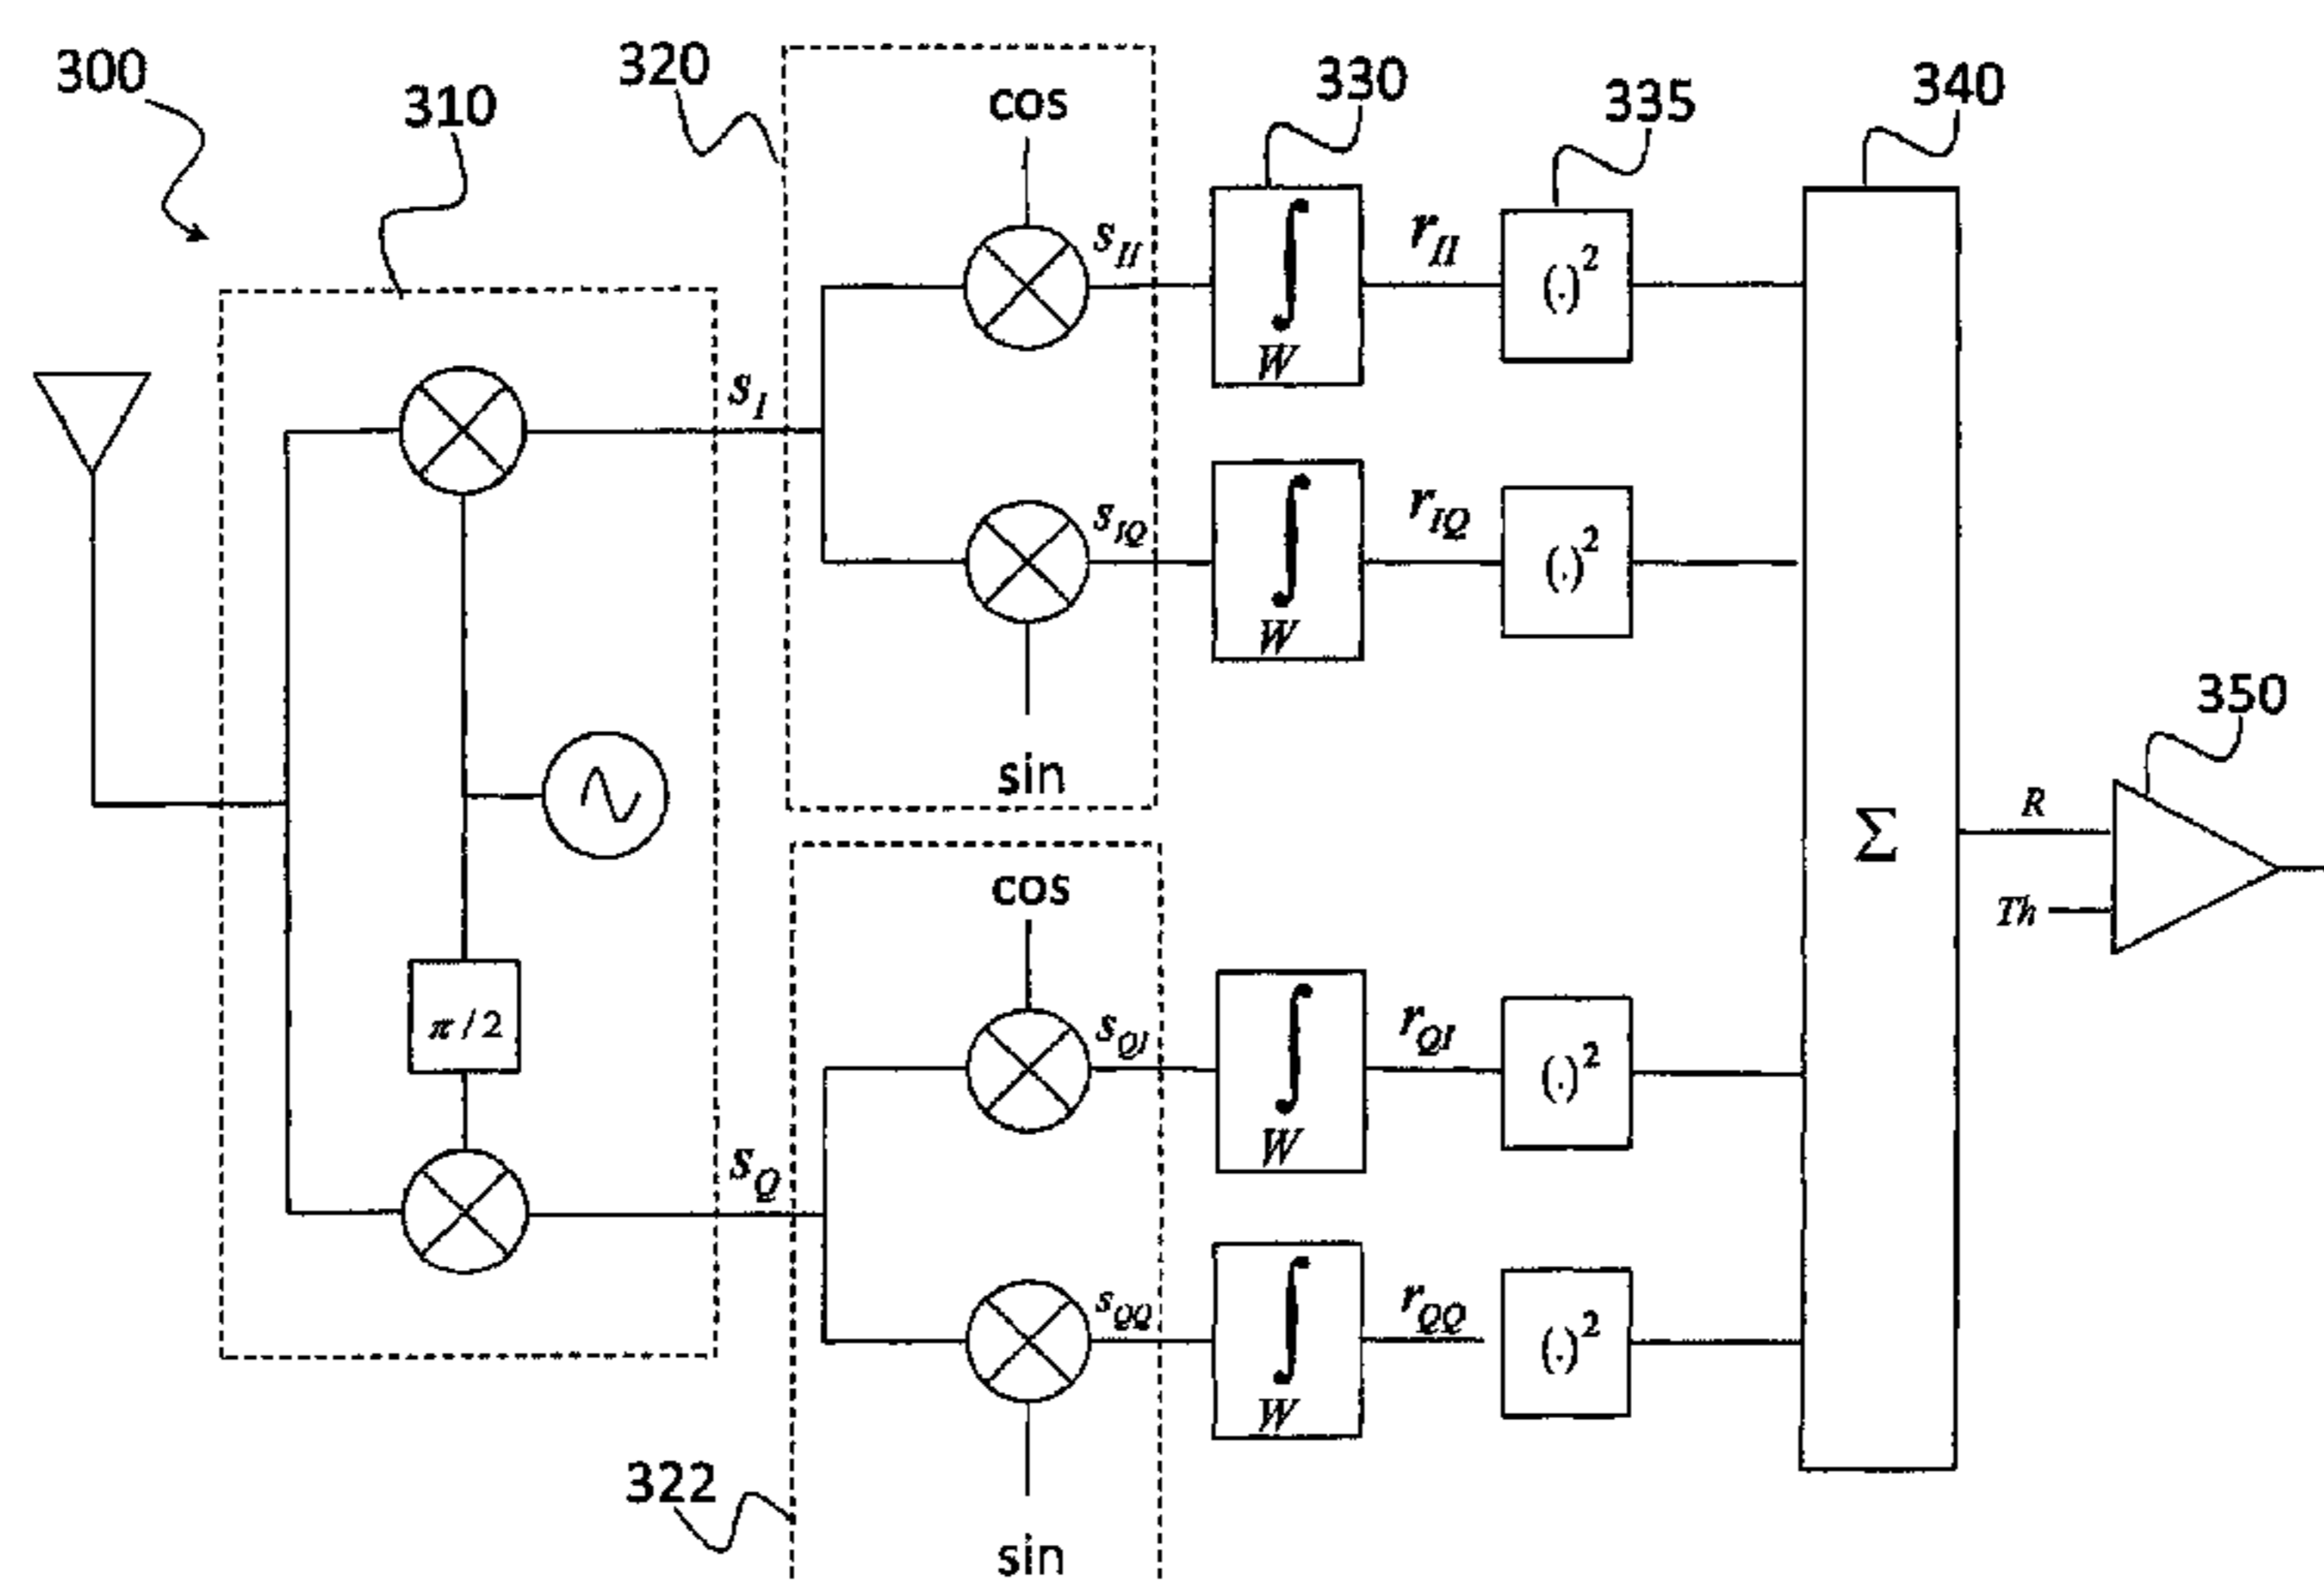 300
310
320
330
335
340
350
322
cos
sin
cos
sin
s_I
s_Q
s_II
s_IQ
s_QI
s_QQ
∫
W
∫
W
∫
W
∫
W
r_II
r_IQ
r_QI
r_QQ
(.)²
(.)²
(.)²
(.)²
π/2
Σ
R
Th